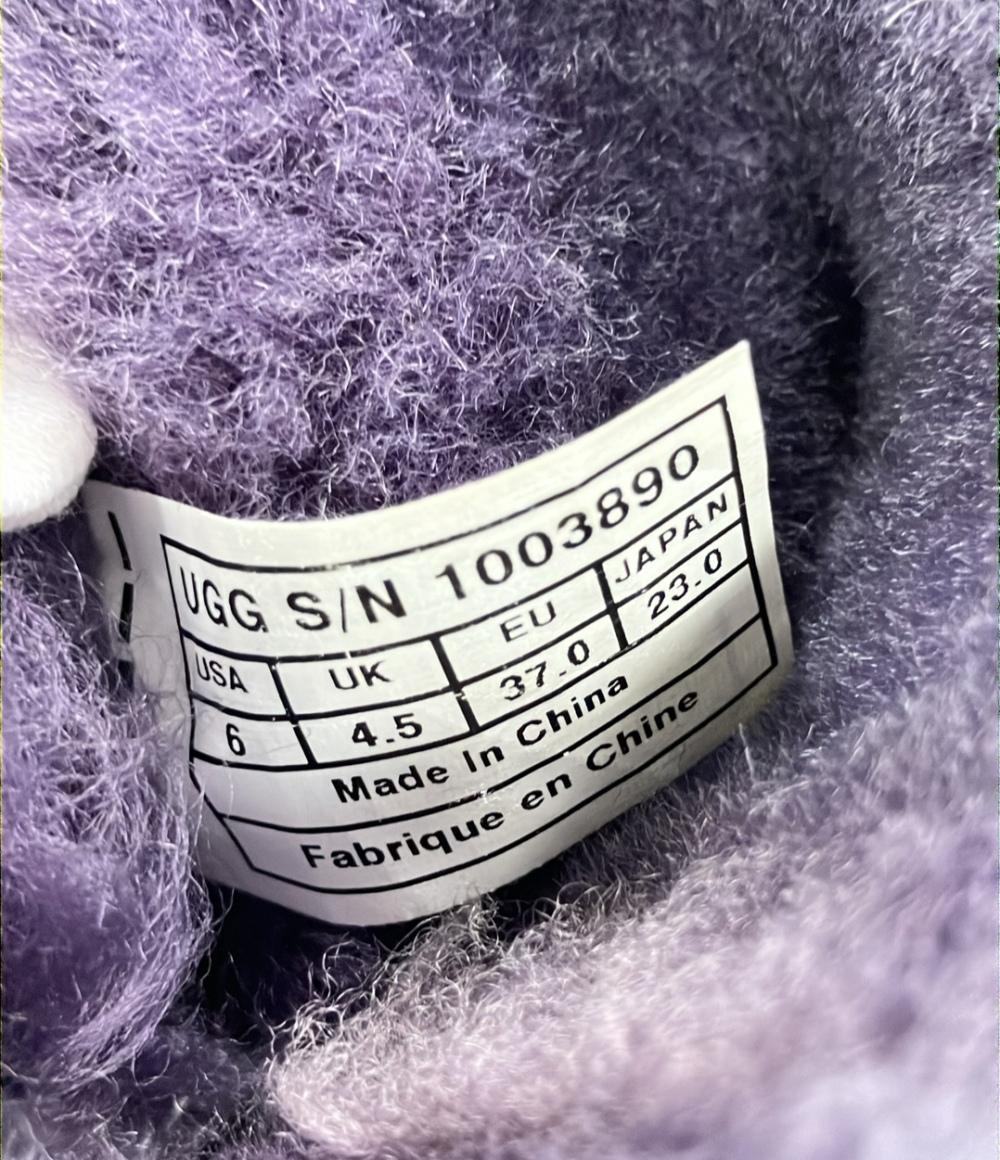 UGG S/N 1003890
USA UK EU JAPAN
6 4.5 37.0 23.0
Made In China
Fabrique en Chine